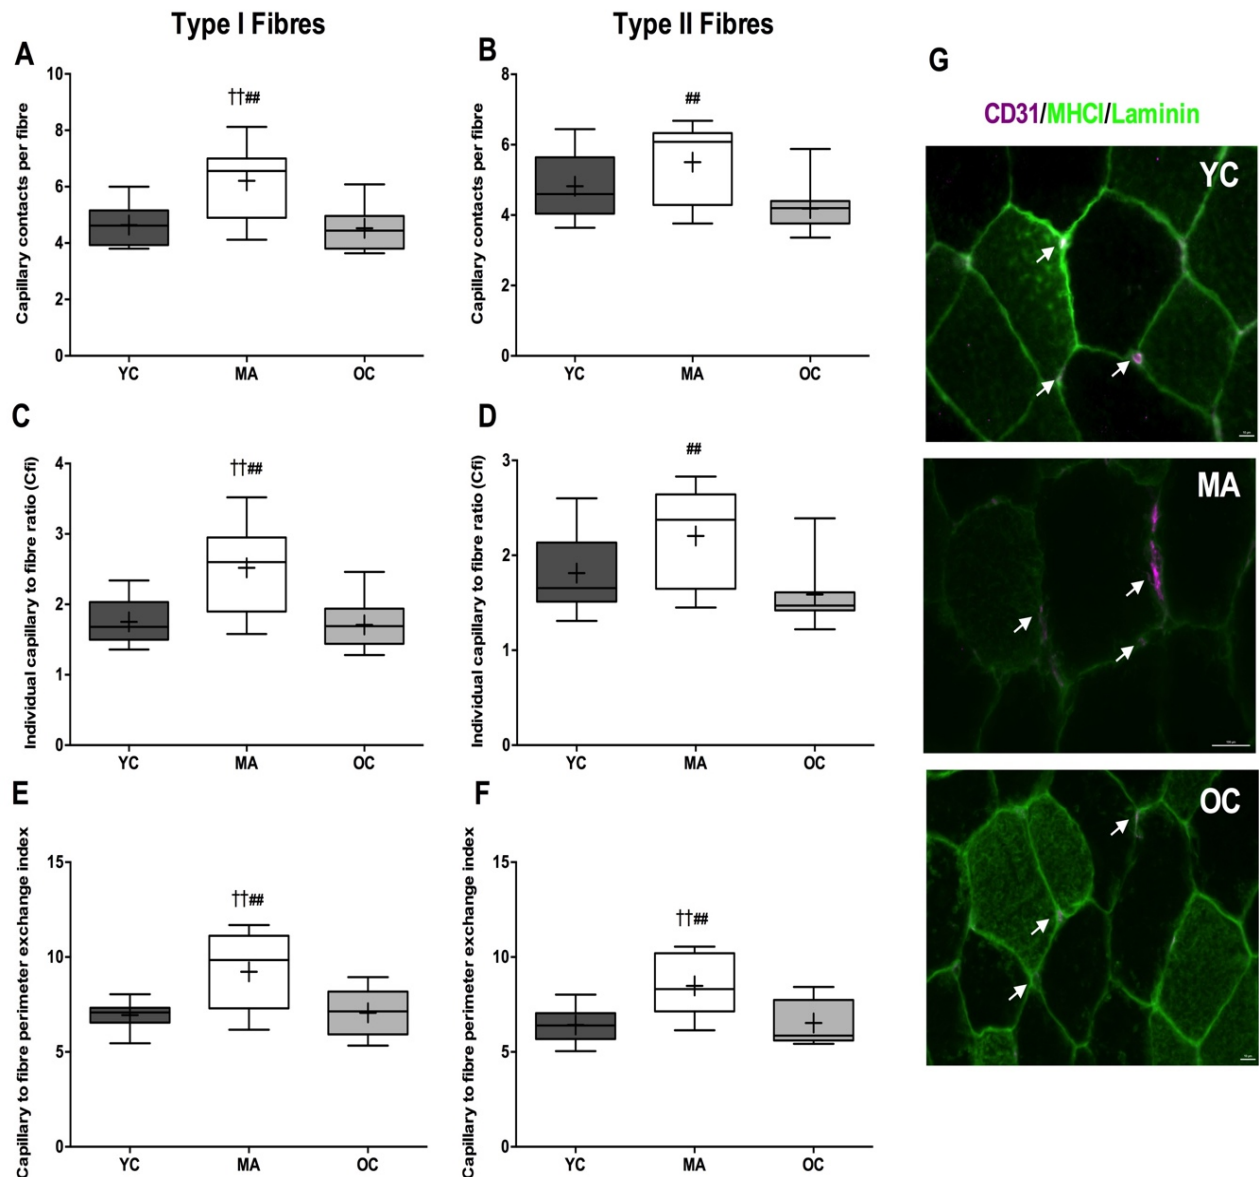 Type I Fibres
Type II Fibres
A
Capillary contacts per fibre
10
8
6
4
2
0
††##
YC
MA
OC
B
Capillary contacts per fibre
8
6
4
2
0
##
YC
MA
OC
C
Individual capillary to fibre ratio (Cfi)
4
3
2
1
0
††##
YC
MA
OC
D
Individual capillary to fibre ratio (Cfi)
3
2
1
0
##
YC
MA
OC
E
Capillary to fibre perimeter exchange index
15
10
5
0
††##
YC
MA
OC
F
Capillary to fibre perimeter exchange index
15
10
5
0
††##
YC
MA
OC
G
CD31/MHCI/Laminin
YC
MA
OC